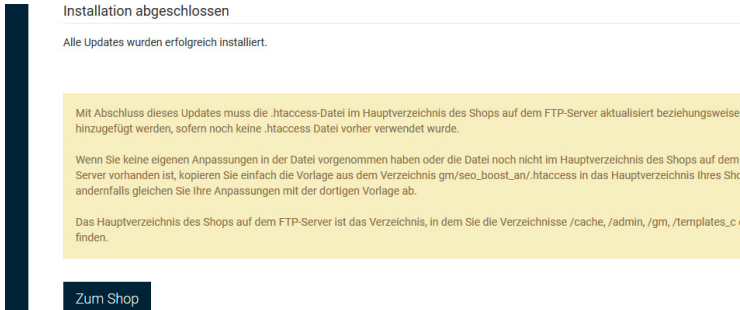 Installation abgeschlossen
Alle Updates wurden erfolgreich installiert.
Mit Abschluss dieses Updates muss die .htaccess-Datei im Hauptverzeichnis des Shops auf dem FTP-Server aktualisiert beziehungsweise
hinzugefügt werden, sofern noch keine .htaccess Datei vorher verwendet wurde.
Wenn Sie keine eigenen Anpassungen in der Datei vorgenommen haben oder die Datei noch nicht im Hauptverzeichnis des Shops auf dem
Server vorhanden ist, kopieren Sie einfach die Vorlage aus dem Verzeichnis gm/seo_boost_an/.htaccess in das Hauptverzeichnis Ihres
andernfalls gleichen Sie Ihre Anpassungen mit der dortigen Vorlage ab.
Das Hauptverzeichnis des Shops auf dem FTP-Server ist das Verzeichnis, in dem Sie die Verzeichnisse /cache, /admin, /gm, /templates_c
finden.
Zum Shop